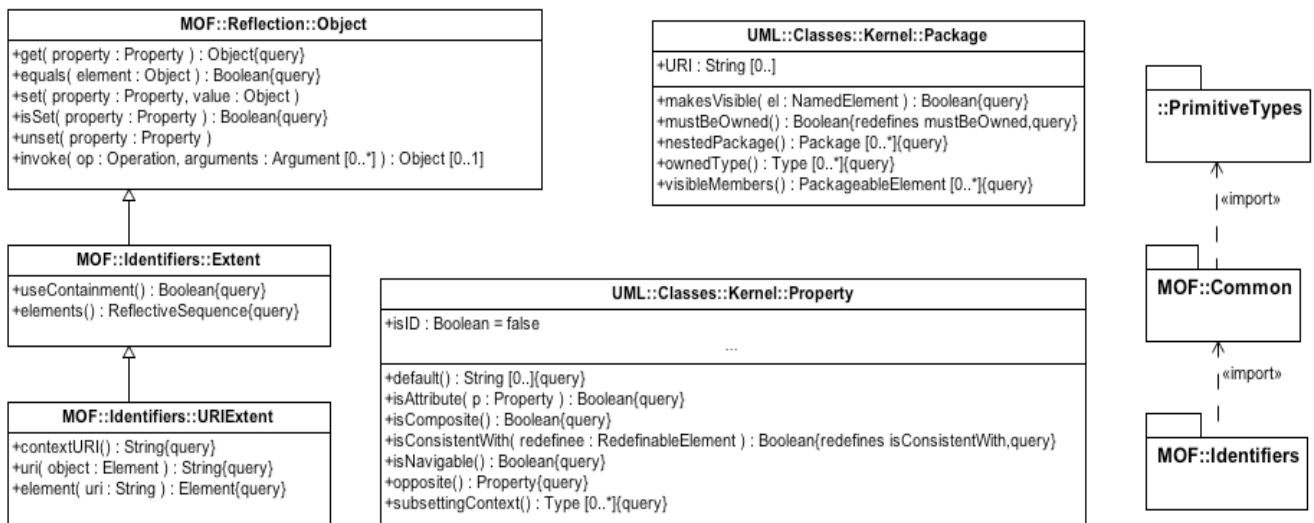 MOF::Reflection::Object
+get( property : Property ) : Object{query}
+equals( element : Object ) : Boolean{query}
+set( property : Property, value : Object )
+isSet( property : Property ) : Boolean{query}
+unset( property : Property )
+invoke( op : Operation, arguments : Argument [0..*] ) : Object [0..1]
MOF::Identifiers::Extent
+useContainment() : Boolean{query}
+elements() : ReflectiveSequence{query}
MOF::Identifiers::URIExtent
+contextURI() : String{query}
+uri( object : Element ) : String{query}
+element( uri : String ) : Element{query}
UML::Classes::Kernel::Package
+URI : String [0..]
+makesVisible( el : NamedElement ) : Boolean{query}
+mustBeOwned() : Boolean{redefines mustBeOwned,query}
+nestedPackage() : Package [0..*]{query}
+ownedType() : Type [0..*]{query}
+visibleMembers() : PackageableElement [0..*]{query}
UML::Classes::Kernel::Property
+isID : Boolean = false
...
+default() : String [0..]{query}
+isAttribute( p : Property ) : Boolean{query}
+isComposite() : Boolean{query}
+isConsistentWith( redefinee : RedefinableElement ) : Boolean{redefines isConsistentWith,query}
+isNavigable() : Boolean{query}
+opposite() : Property{query}
+subsettingContext() : Type [0..*]{query}
::PrimitiveTypes
«import»
MOF::Common
«import»
MOF::Identifiers